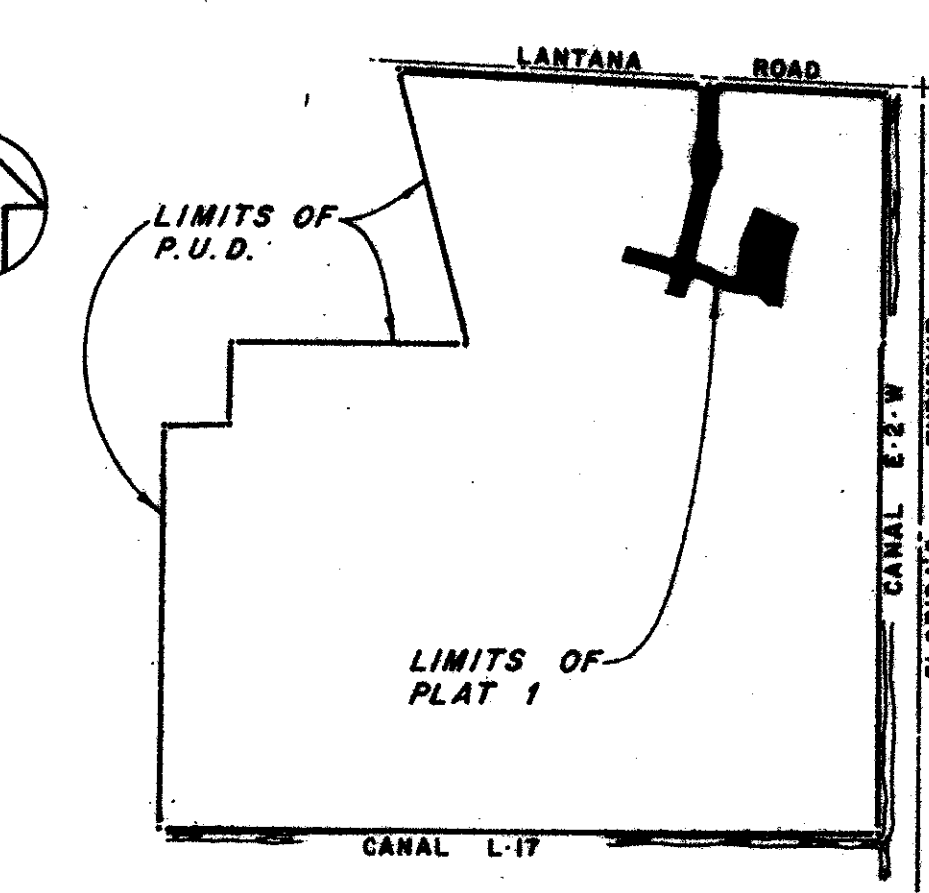 LANTANA ROAD
LIMITS OF
P.U.D.
CANAL E-2-W
LIMITS OF
PLAT 1
CANAL L-17